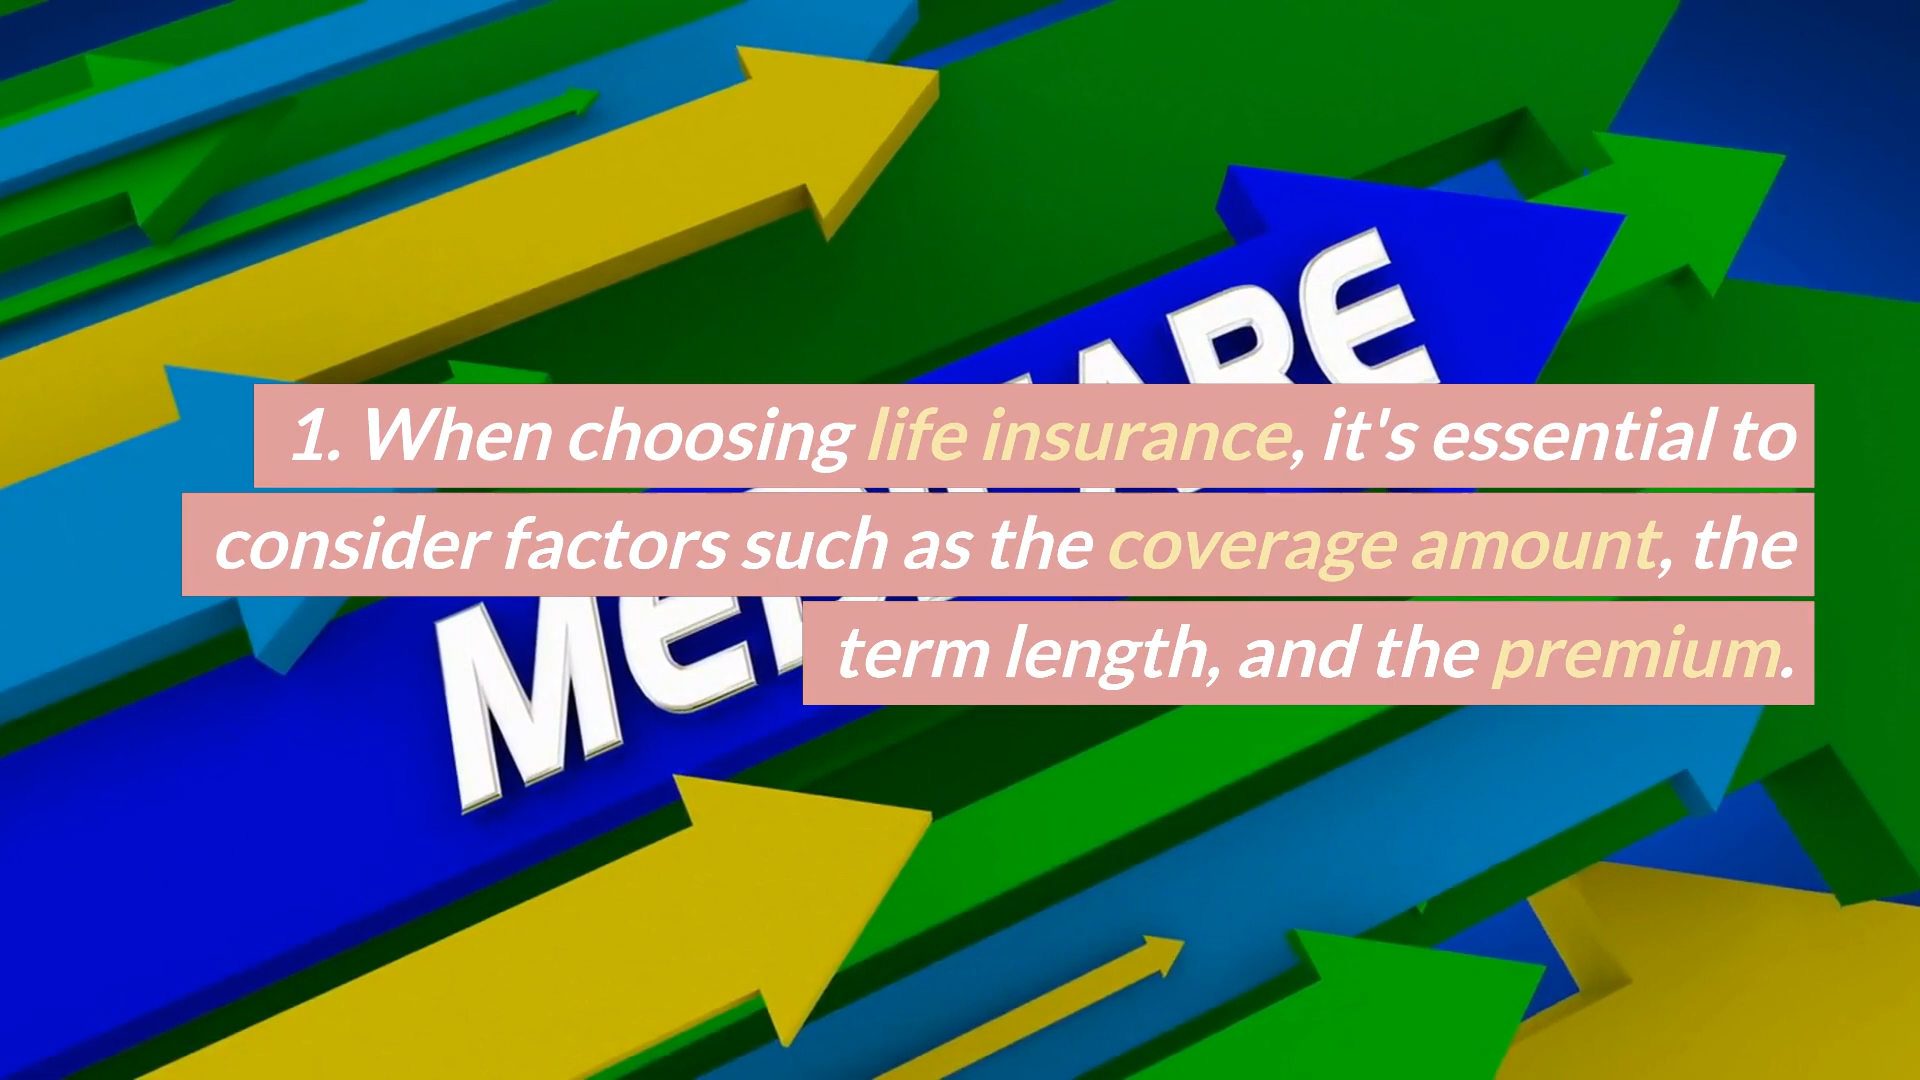 1. When choosing life insurance, it's essential to
consider factors such as the coverage amount, the
term length, and the premium.